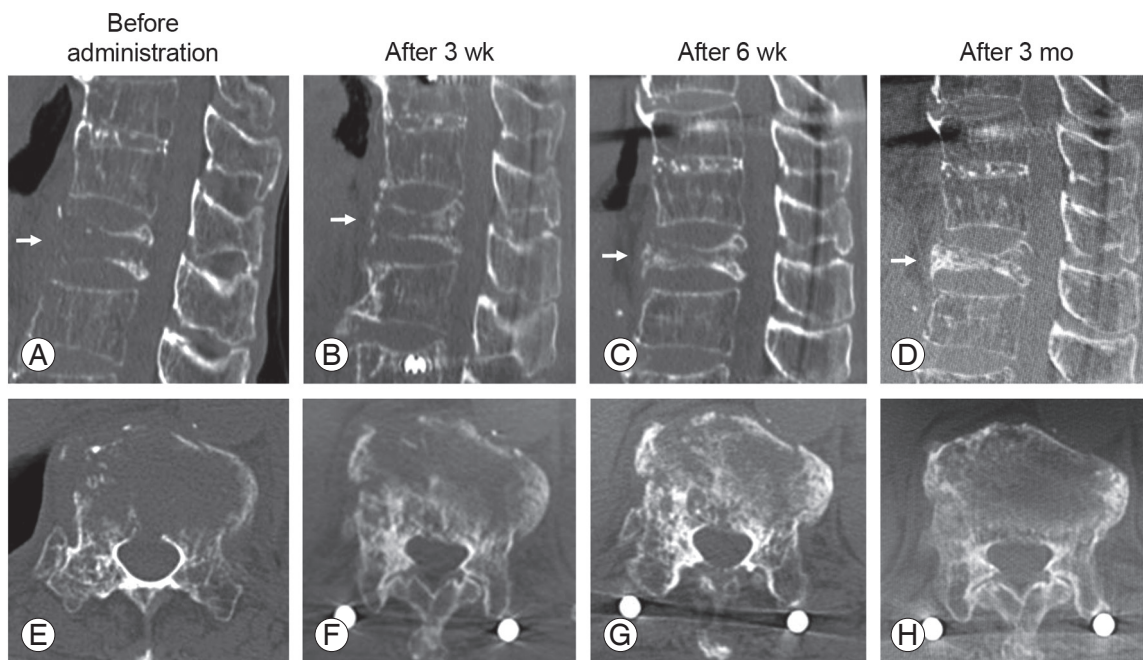 Before
administration
After 3 wk
After 6 wk
After 3 mo
A
B
C
D
E
F
G
H